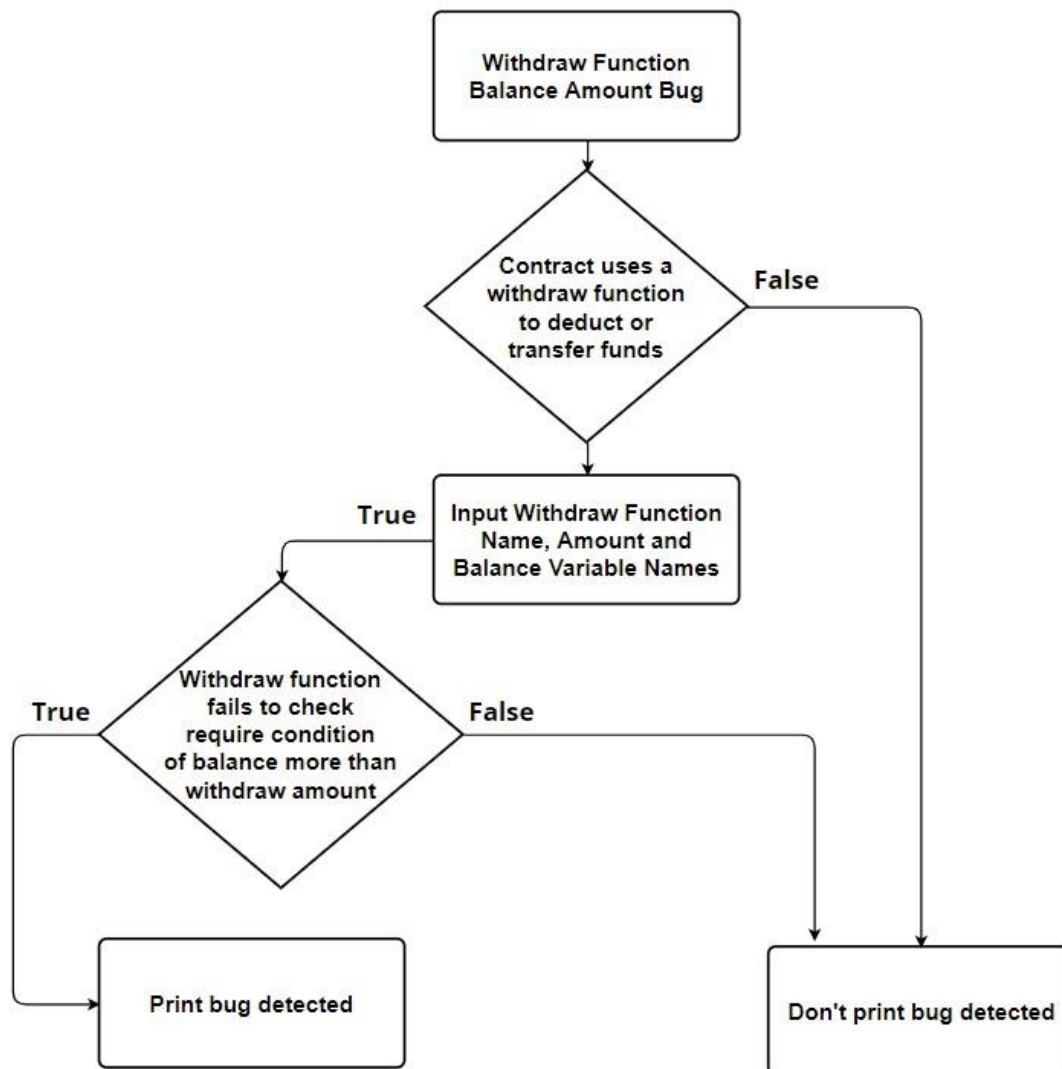 Withdraw Function
Balance Amount Bug
Contract uses a
withdraw function
to deduct or
transfer funds
False
True
Input Withdraw Function
Name, Amount and
Balance Variable Names
True
Withdraw function
fails to check
require condition
of balance more than
withdraw amount
False
Print bug detected
Don't print bug detected